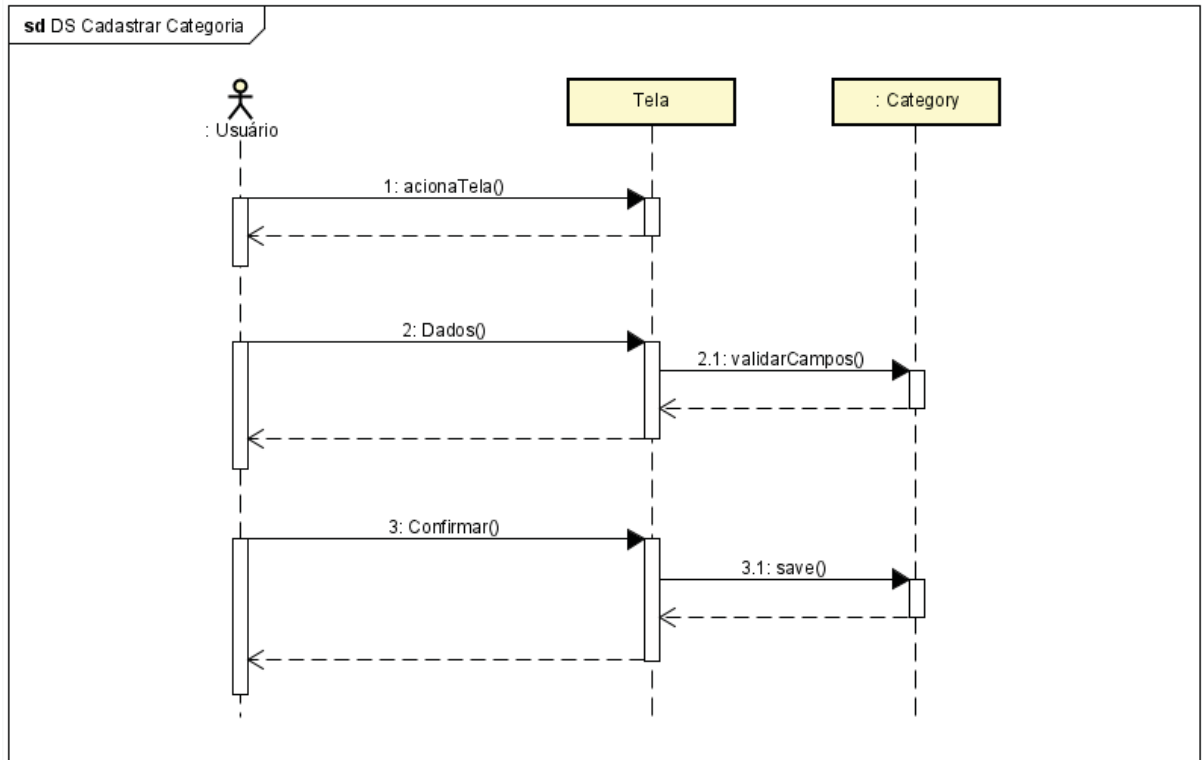 sd DS Cadastrar Categoria
: Usuário
Tela
: Category
1: acionaTela()
2: Dados()
2.1: validarCampos()
3: Confirmar()
3.1: save()